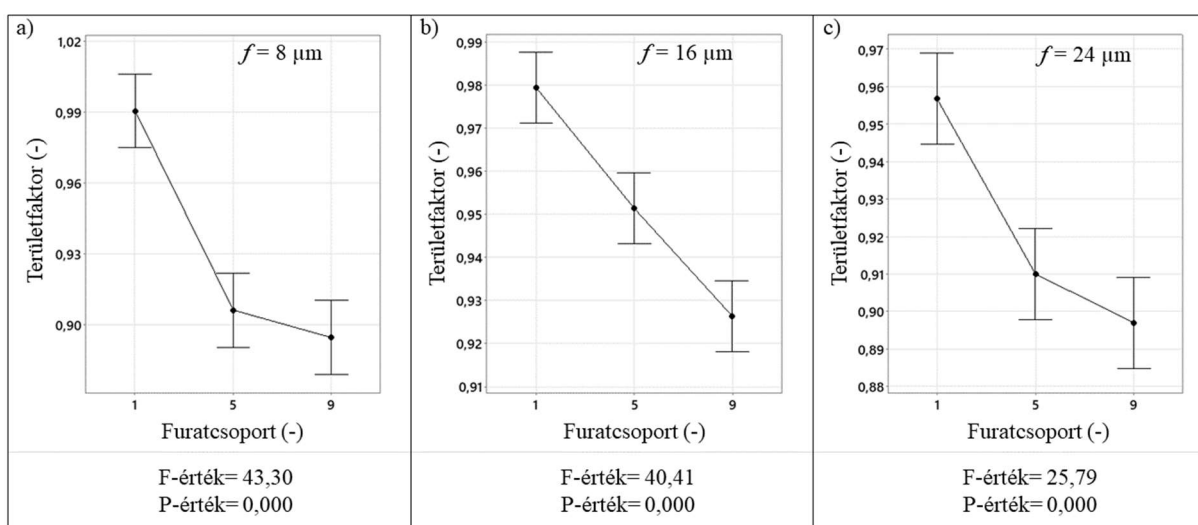 a)
f = 8 µm
Területfaktor (-)
1,02
0,99
0,96
0,93
0,90
1 5 9
Furatcsoport (-)
F-érték= 43,30
P-érték= 0,000
b)
f = 16 µm
Területfaktor (-)
0,99
0,98
0,97
0,96
0,95
0,94
0,93
0,92
0,91
1 5 9
Furatcsoport (-)
F-érték= 40,41
P-érték= 0,000
c)
f = 24 µm
Területfaktor (-)
0,97
0,96
0,95
0,94
0,93
0,92
0,91
0,90
0,89
0,88
1 5 9
Furatcsoport (-)
F-érték= 25,79
P-érték= 0,000